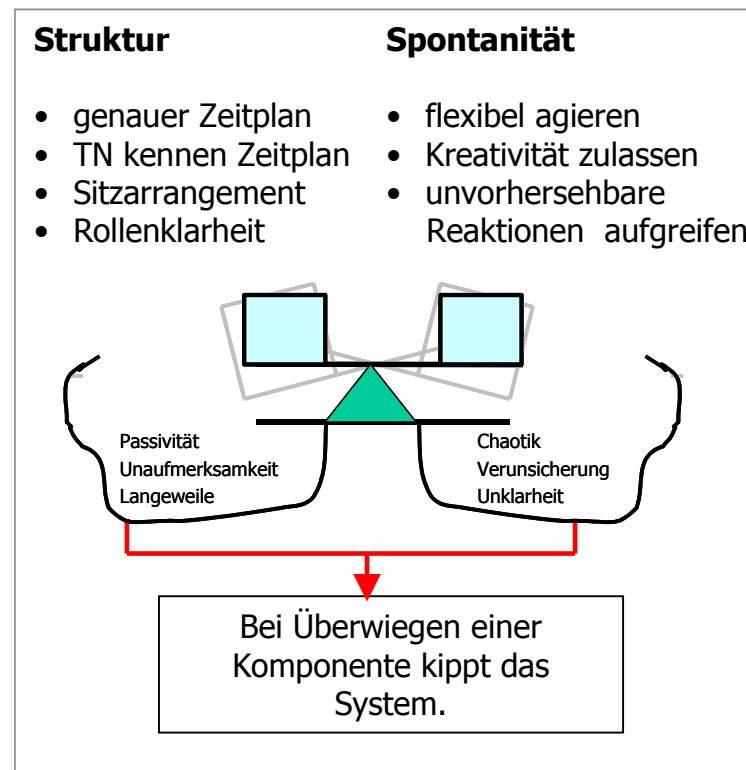 Struktur
• genauer Zeitplan
• TN kennen Zeitplan
• Sitzarrangement
• Rollenklarheit
Spontanität
• flexibel agieren
• Kreativität zulassen
• unvorhersehbare
Reaktionen aufgreifen
Passivität
Unaufmerksamkeit
Langeweile
Chaotik
Verunsicherung
Unklarheit
Bei Überwiegen einer
Komponente kippt das
System.